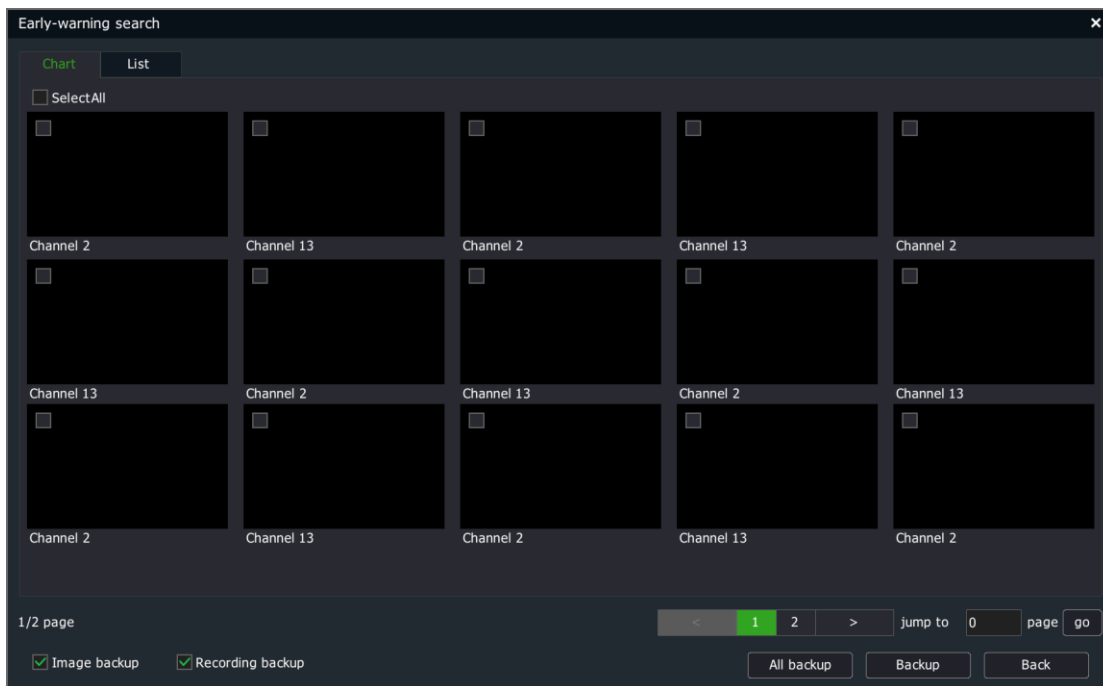 Early-warning search ×
Chart List
SelectAll
Channel 2 Channel 13 Channel 2 Channel 13 Channel 2
Channel 13 Channel 2 Channel 13 Channel 2 Channel 13
Channel 2 Channel 13 Channel 2 Channel 13 Channel 2
1/2 page < 1 2 > jump to 0 page go
Image backup Recording backup All backup Backup Back